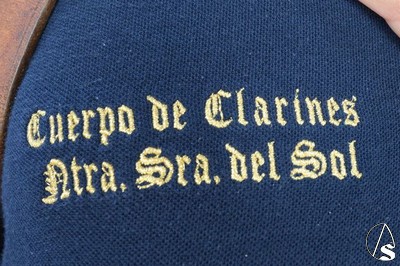 Cuerpo de Clarines
Ntra. Sra. del Sol